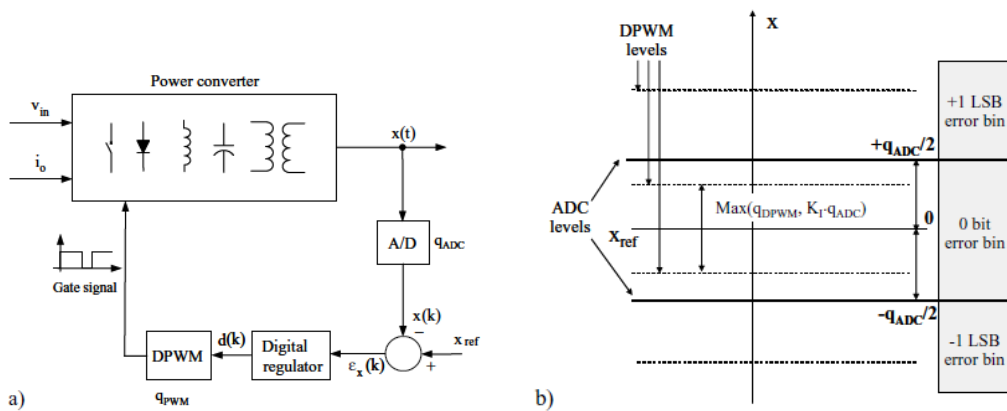 Power converter
v_in
i_o
x(t)
A/D
q_ADC
Gate signal
x(k)
−
d(k)
x_ref
+
DPWM
Digital
regulator
ε_x(k)
q_PWM
a)
x
DPWM
levels
+1 LSB
error bin
+q_ADC/2
Max(q_DPWM, K_I·q_ADC)
ADC
levels
0
x_ref
0 bit
error bin
-q_ADC/2
-1 LSB
error bin
b)